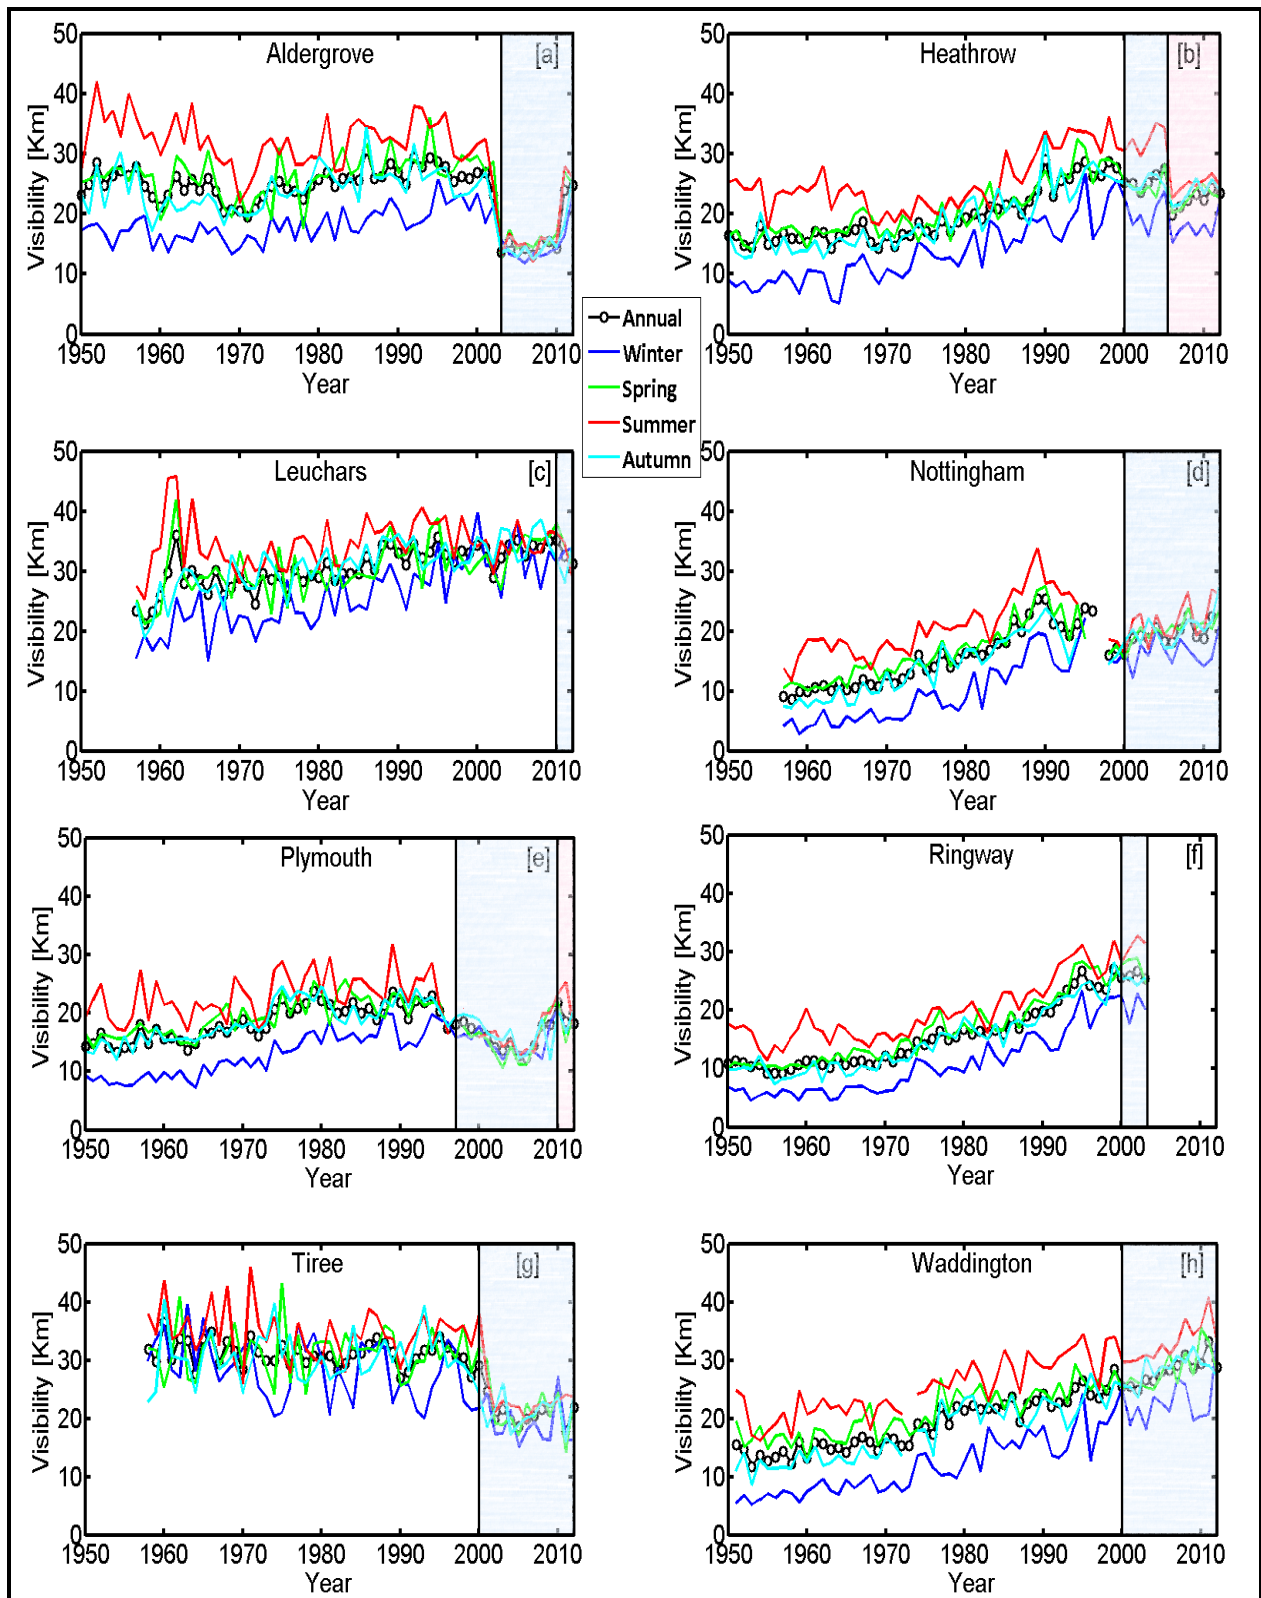 Aldergrove [a]
Visibility [Km]
50
40
30
20
10
0
1950 1960 1970 1980 1990 2000 2010
Year
Heathrow [b]
Visibility [Km]
50
40
30
20
10
0
1950 1960 1970 1980 1990 2000 2010
Year
Annual
Winter
Spring
Summer
Autumn
Leuchars [c]
Visibility [Km]
50
40
30
20
10
0
1950 1960 1970 1980 1990 2000 2010
Year
Nottingham [d]
Visibility [Km]
50
40
30
20
10
0
1950 1960 1970 1980 1990 2000 2010
Year
Plymouth [e]
Visibility [Km]
50
40
30
20
10
0
1950 1960 1970 1980 1990 2000 2010
Year
Ringway [f]
Visibility [Km]
50
40
30
20
10
0
1950 1960 1970 1980 1990 2000 2010
Year
Tiree [g]
Visibility [Km]
50
40
30
20
10
0
1950 1960 1970 1980 1990 2000 2010
Year
Waddington [h]
Visibility [Km]
50
40
30
20
10
0
1950 1960 1970 1980 1990 2000 2010
Year